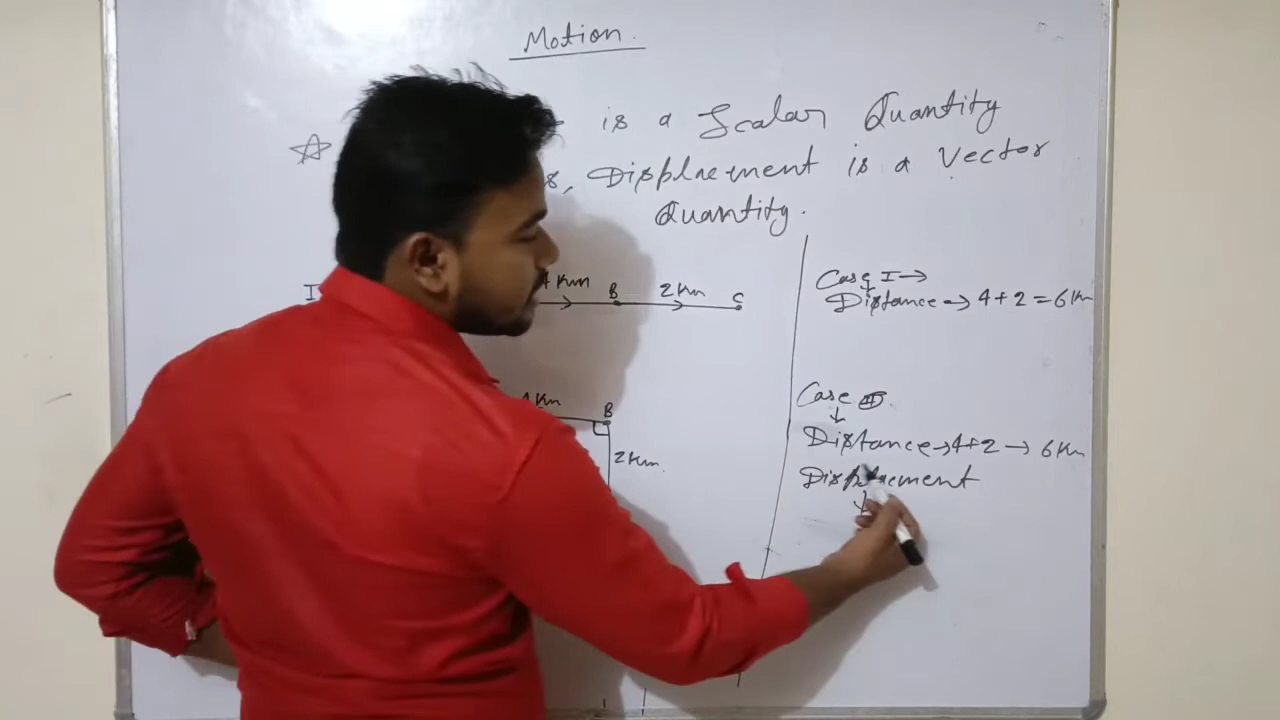 Motion.
is a Scalar Quantity
Displaement is a Vector
Quantity.
I
4 Km B 2 Km C
Case I →
Distance → 4 + 2 = 6 Km
Case II
4 Km B
Distance → 4+2 → 6 Km
2 Km.
Displacement